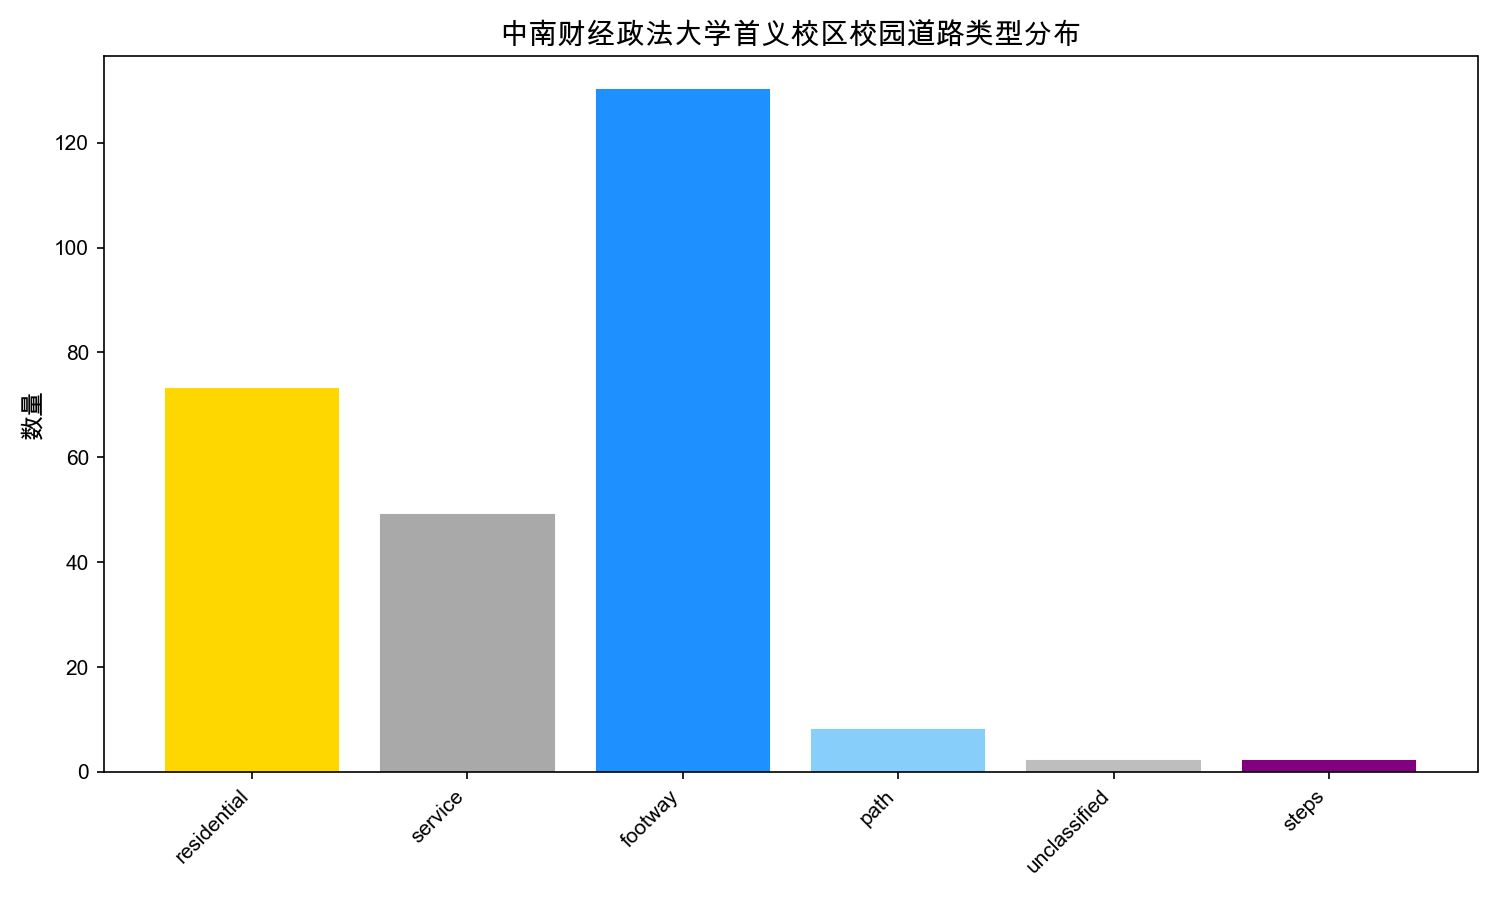 中南财经政法大学首义校区校园道路类型分布
数量
120
100
80
60
40
20
0
residential
service
footway
path
unclassified
steps